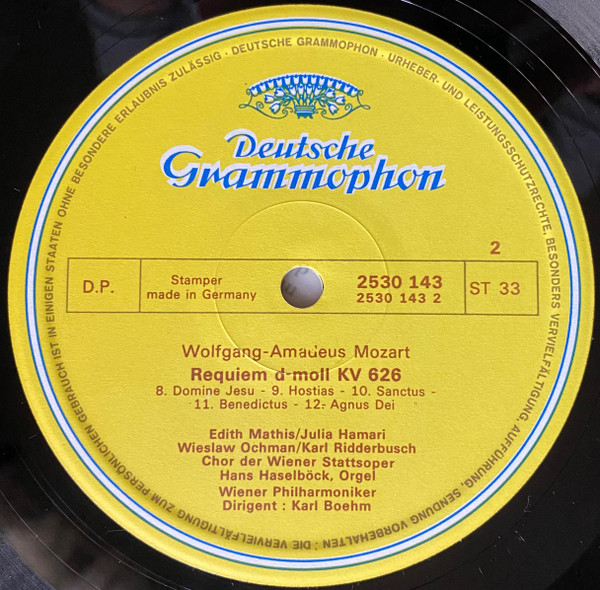 Deutsche
Grammophon
2
D.P.
Stamper
made in Germany
2530 143
2530 143 2
ST 33
Wolfgang-Amadeus Mozart
Requiem d-moll KV 626
8. Domine Jesu - 9. Hostias - 10. Sanctus -
11. Benedictus - 12. Agnus Dei
Edith Mathis/Julia Hamari
Wieslaw Ochman/Karl Ridderbusch
Chor der Wiener Stattsoper
Hans Haselböck, Orgel
Wiener Philharmoniker
Dirigent : Karl Boehm
DEUTSCHE GRAMMOPHON · URHEBER- UND LEISTUNGSSCHUTZRECHTE, BESONDERS VERVIELFÄLTIGUNG, AUFFÜHRUNG, SENDUNG VORBEHALTEN ; DIE VERVIELFÄLTIGUNG ZUM PERSÖNLICHEN GEBRAUCH IST IN EINIGEN STAATEN OHNE BESONDERE ERLAUBNIS ZULÄSSIG ·